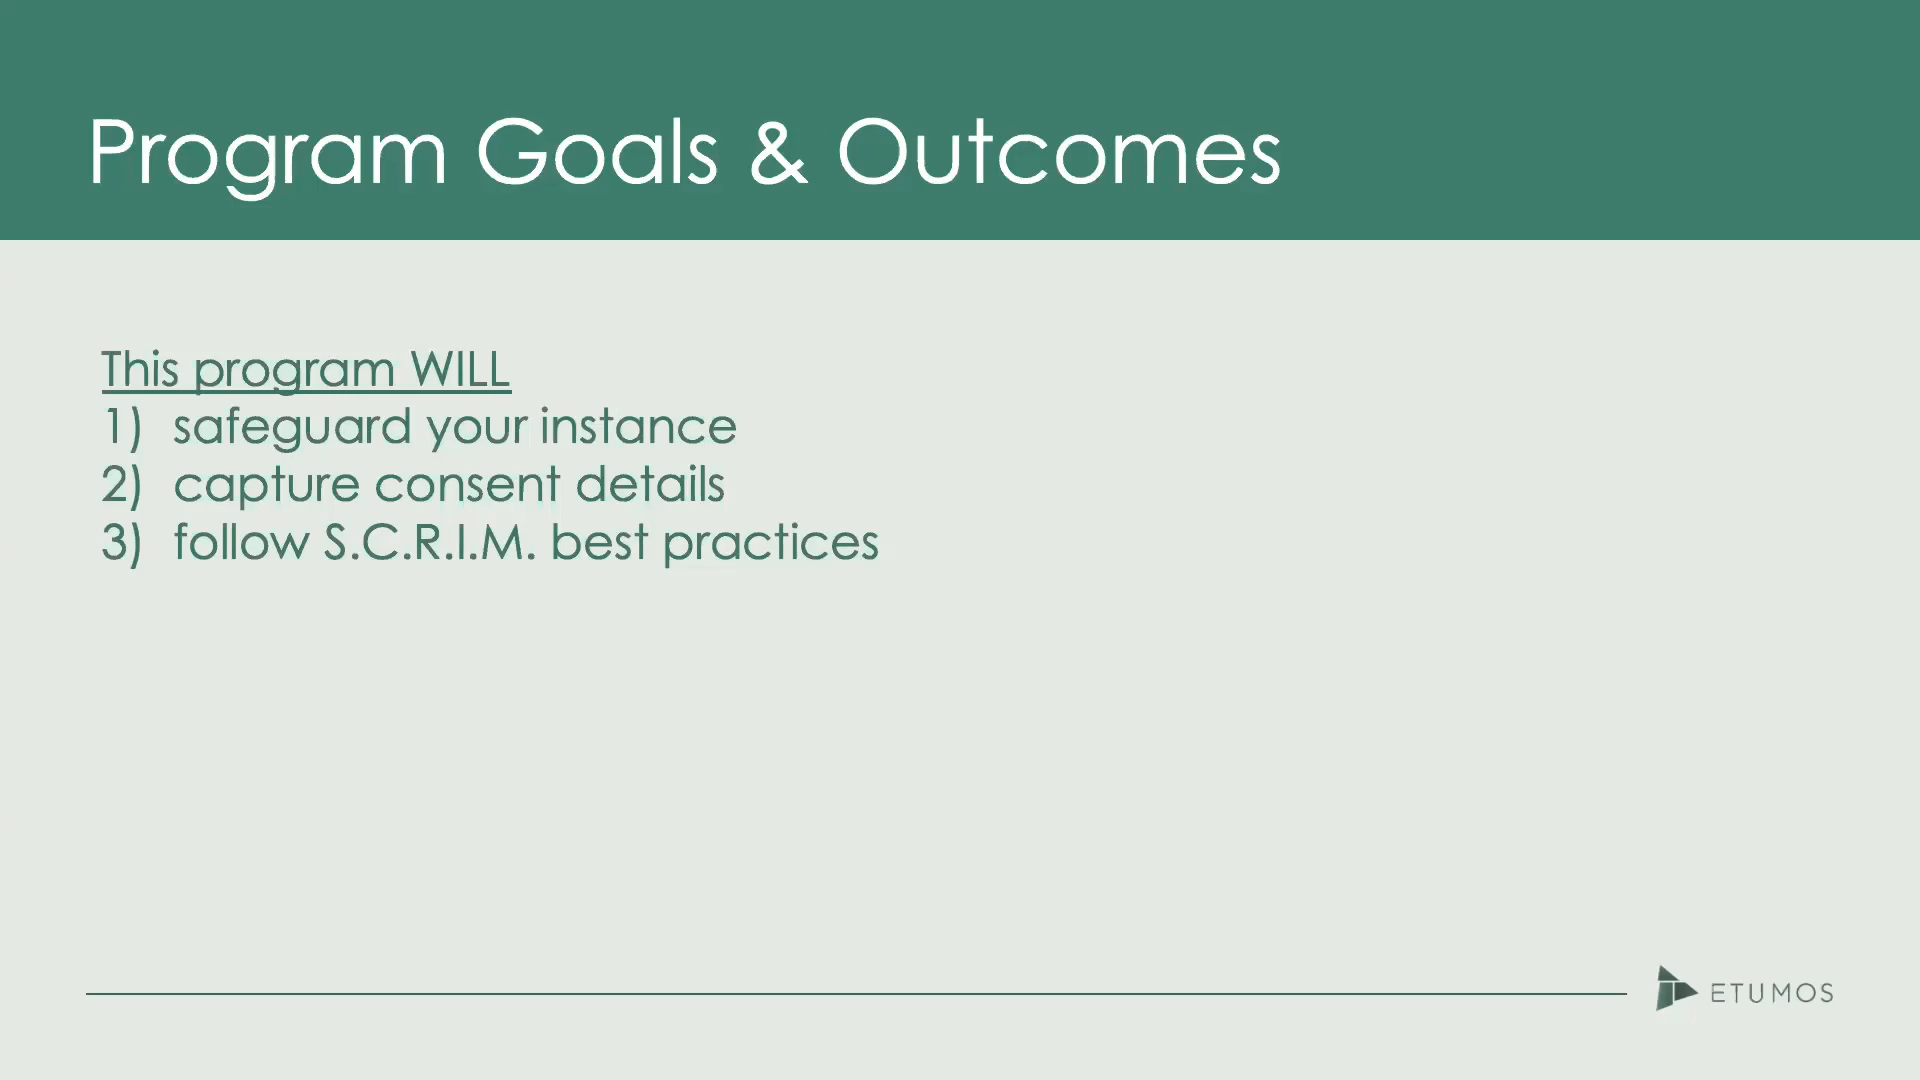 Program Goals & Outcomes
This program WILL
1) safeguard your instance
2) capture consent details
3) follow S.C.R.I.M. best practices
ETUMOS